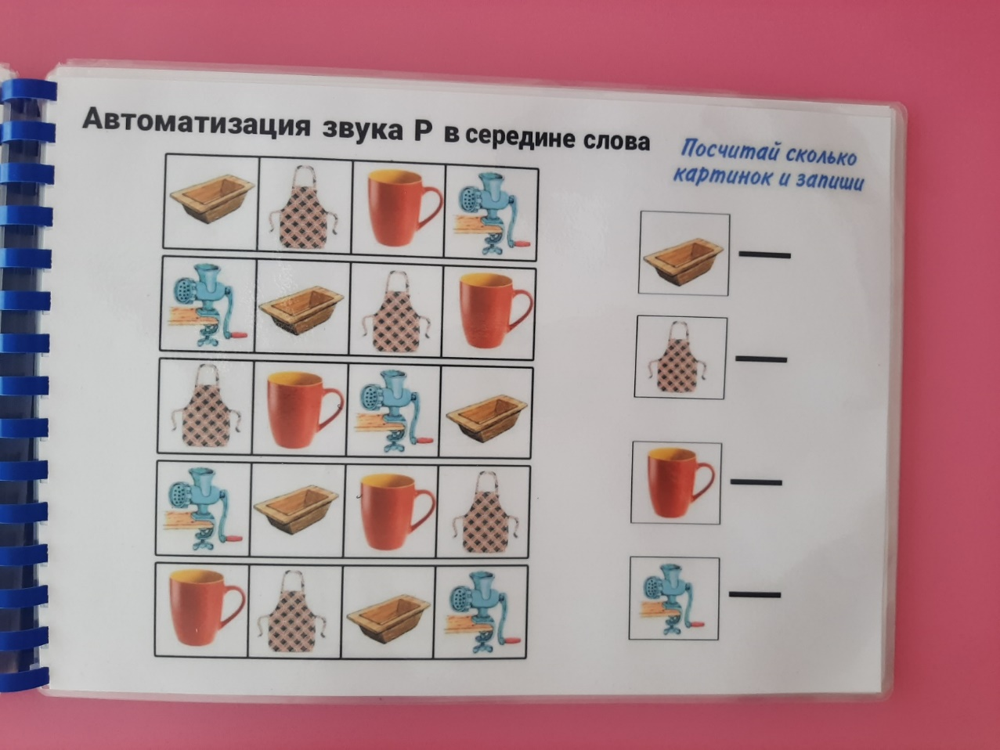 Автоматизация звука Р в середине слова
Посчитай сколько
картинок и запиши